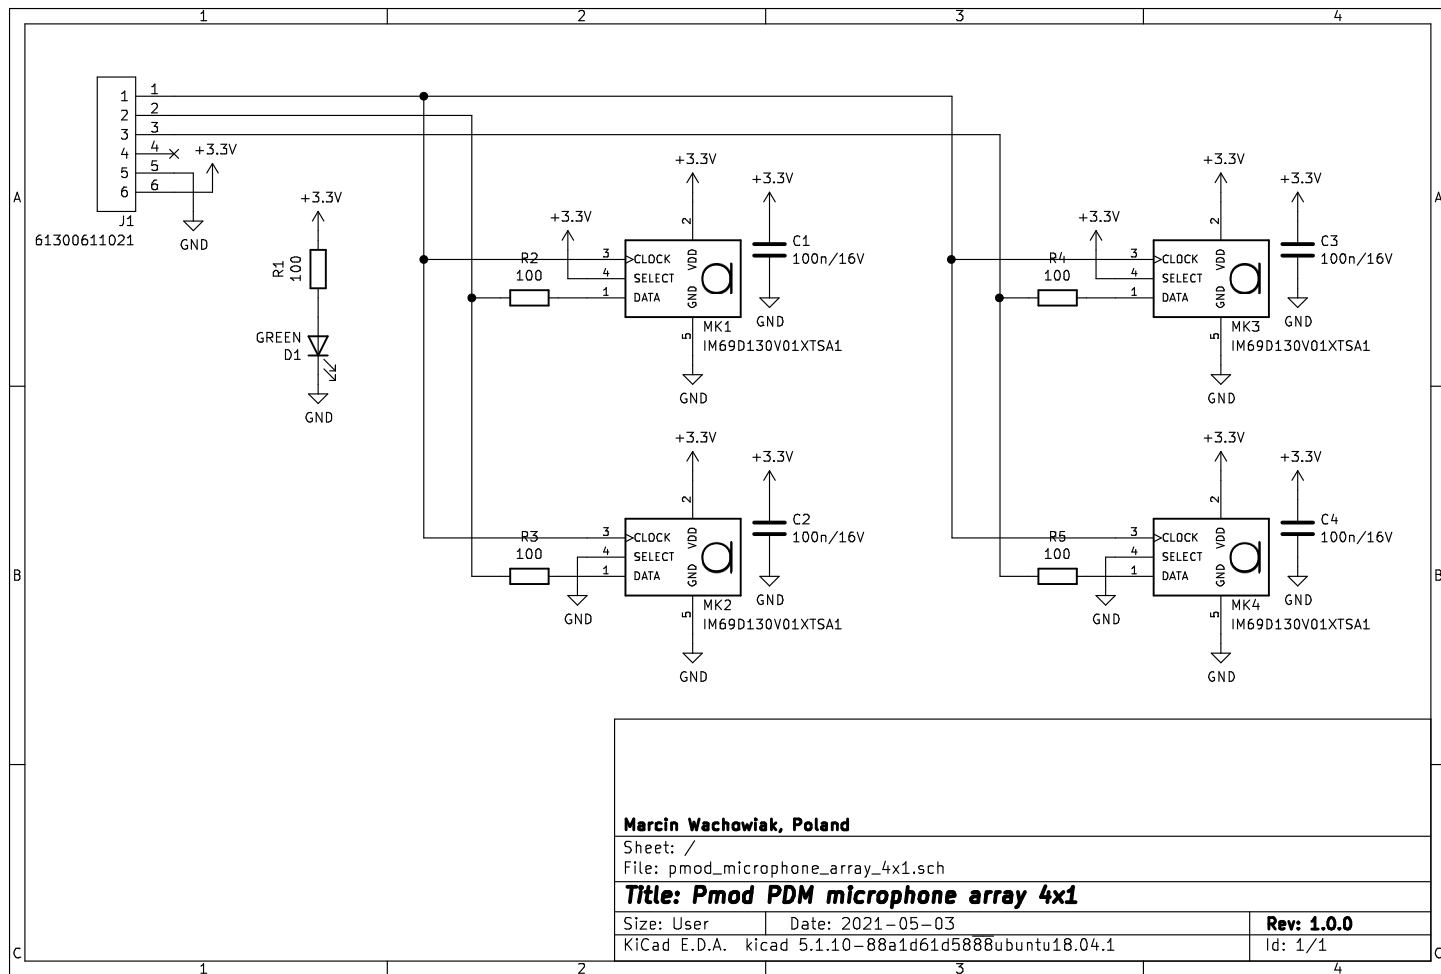 1 2 3 4
1 1
2 2
3 3
4 4
5 5
6 6
+3.3V
J1
61300611021
GND
+3.3V
R1
100
GREEN
D1
GND
+3.3V
R2
100
+3.3V
2
3 CLOCK
4 SELECT
1 DATA
VDD
GND
5
MK1
IM69D130V01XTSA1
GND
+3.3V
C1
100n/16V
GND
+3.3V
R4
100
+3.3V
2
3 CLOCK
4 SELECT
1 DATA
VDD
GND
5
MK3
IM69D130V01XTSA1
GND
+3.3V
C3
100n/16V
GND
A A
R3
100
GND
+3.3V
2
3 CLOCK
4 SELECT
1 DATA
VDD
GND
5
MK2
IM69D130V01XTSA1
GND
+3.3V
C2
100n/16V
GND
R5
100
GND
+3.3V
2
3 CLOCK
4 SELECT
1 DATA
VDD
GND
5
MK4
IM69D130V01XTSA1
GND
+3.3V
C4
100n/16V
GND
B B
Marcin Wachowiak, Poland
Sheet: /
File: pmod_microphone_array_4x1.sch
Title: Pmod PDM microphone array 4x1
Size: User Date: 2021-05-03 Rev: 1.0.0
KiCad E.D.A. kicad 5.1.10-88a1d61d5888ubuntu18.04.1 Id: 1/1
C C
1 2 3 4